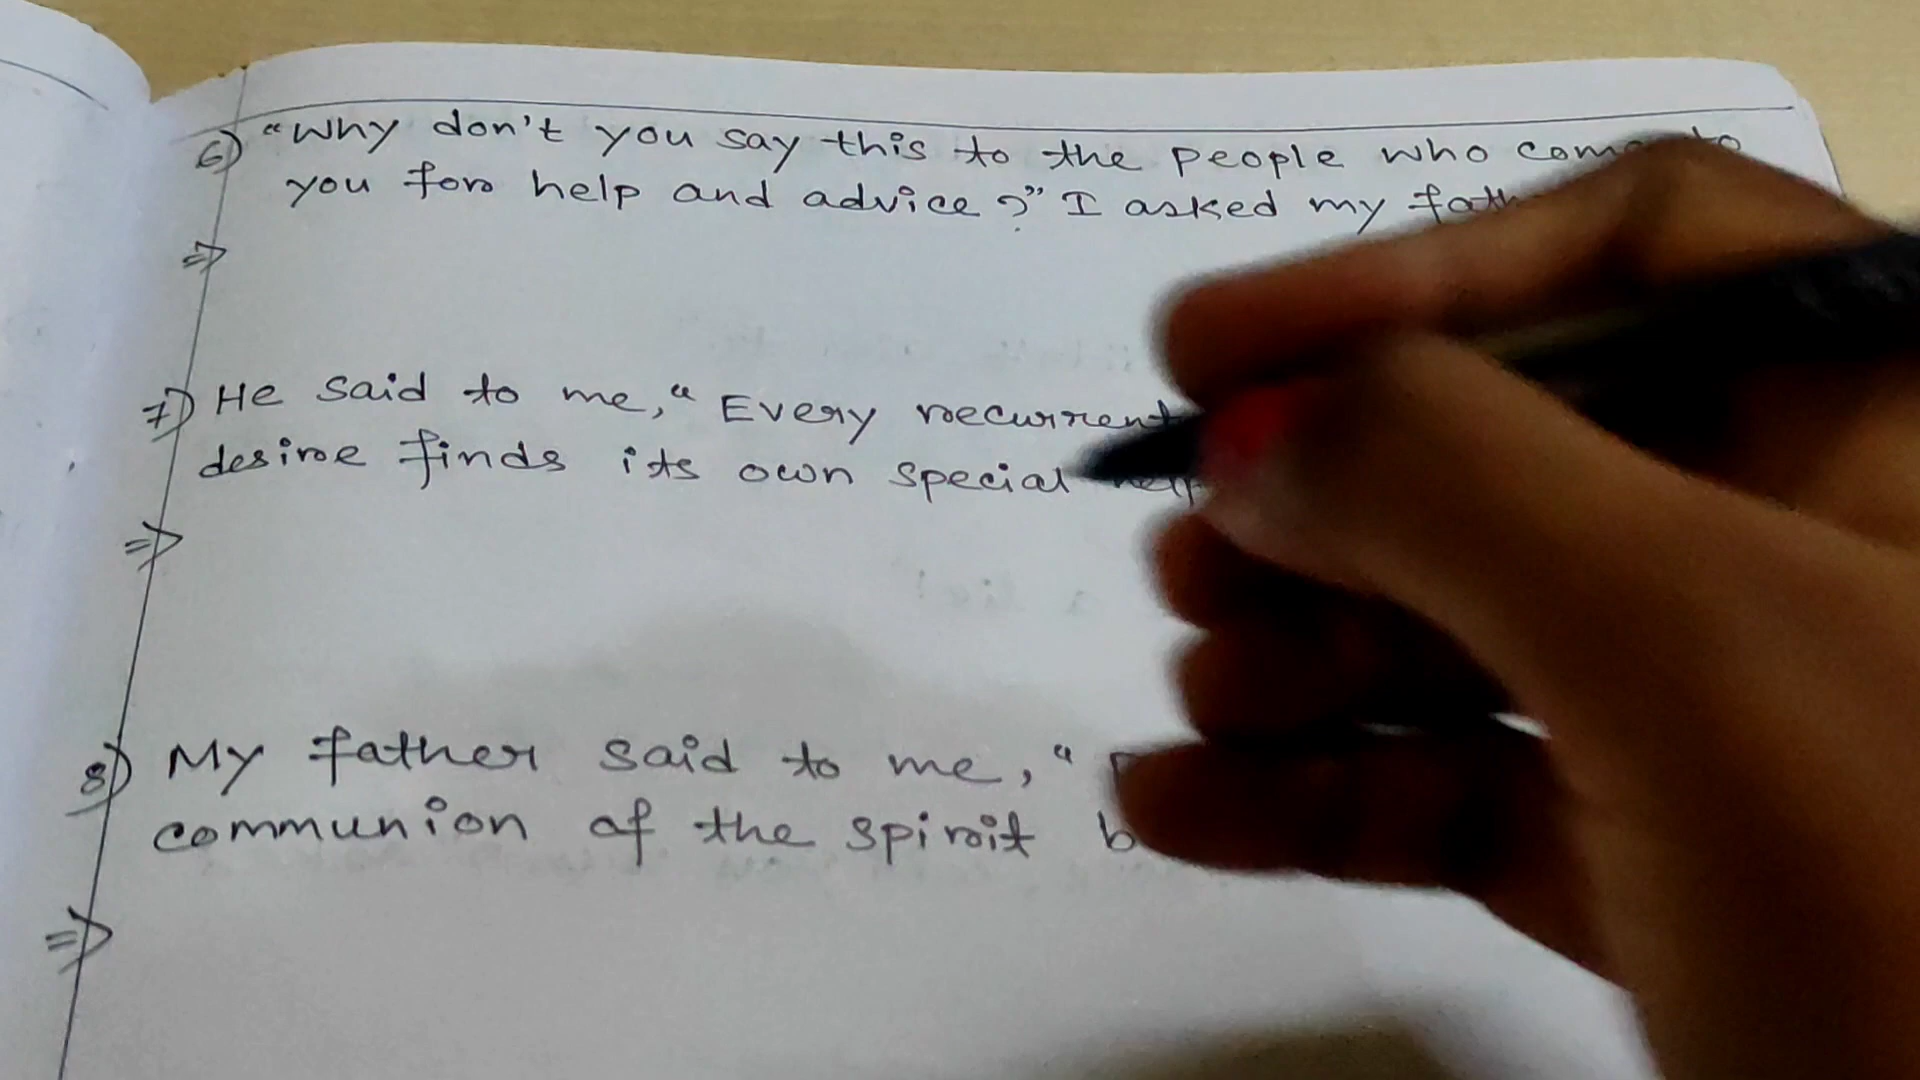 6) "Why don't you say this to the people who come to
you for help and advice?" I asked my
⇒
7) He said to me, "Every recurrent
desire finds its own special
⇒
8) My father said to me, "
communion of the spirit
⇒